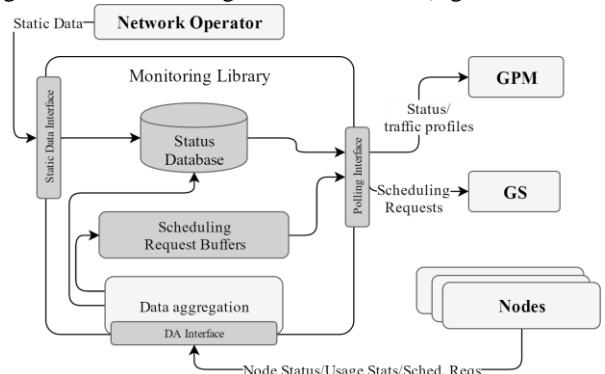 Static Data
Network Operator
Monitoring Library
Static Data Interface
Status
Database
Polling Interface
GPM
Status/
traffic profiles
Scheduling
Requests
GS
Scheduling
Request Buffers
Data aggregation
DA Interface
Nodes
Node Status/Usage Stats/Sched. Reqs